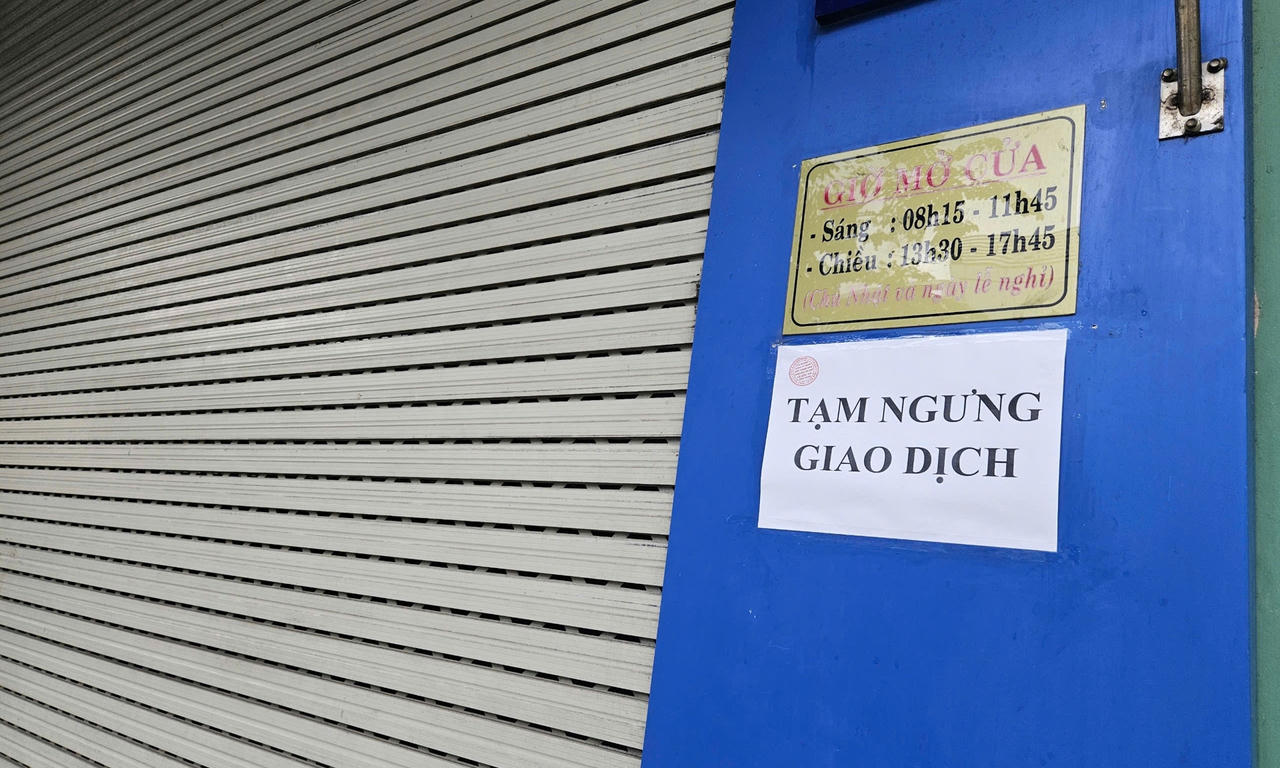 GIỜ MỞ CỬA
- Sáng : 08h15 - 11h45
- Chiều : 13h30 - 17h45
(Chủ Nhật và ngày lễ nghỉ)
TẠM NGƯNG
GIAO DỊCH